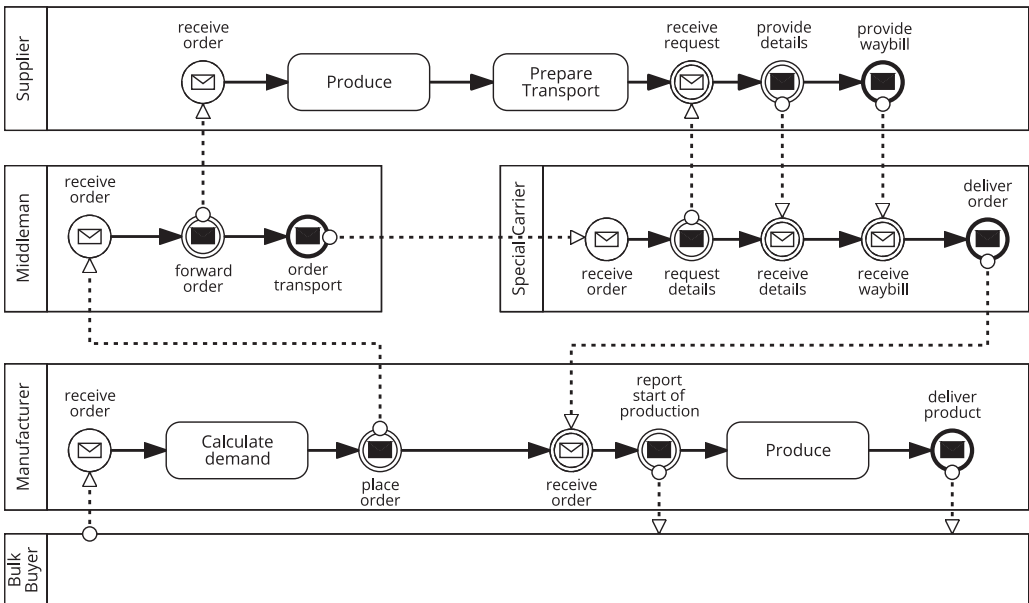 Supplier
receive
order
Produce
Prepare
Transport
receive
request
provide
details
provide
waybill
Middleman
receive
order
forward
order
order
transport
Special Carrier
receive
order
request
details
receive
details
receive
waybill
deliver
order
Manufacturer
receive
order
Calculate
demand
place
order
receive
order
report
start of
production
Produce
deliver
product
Bulk
Buyer